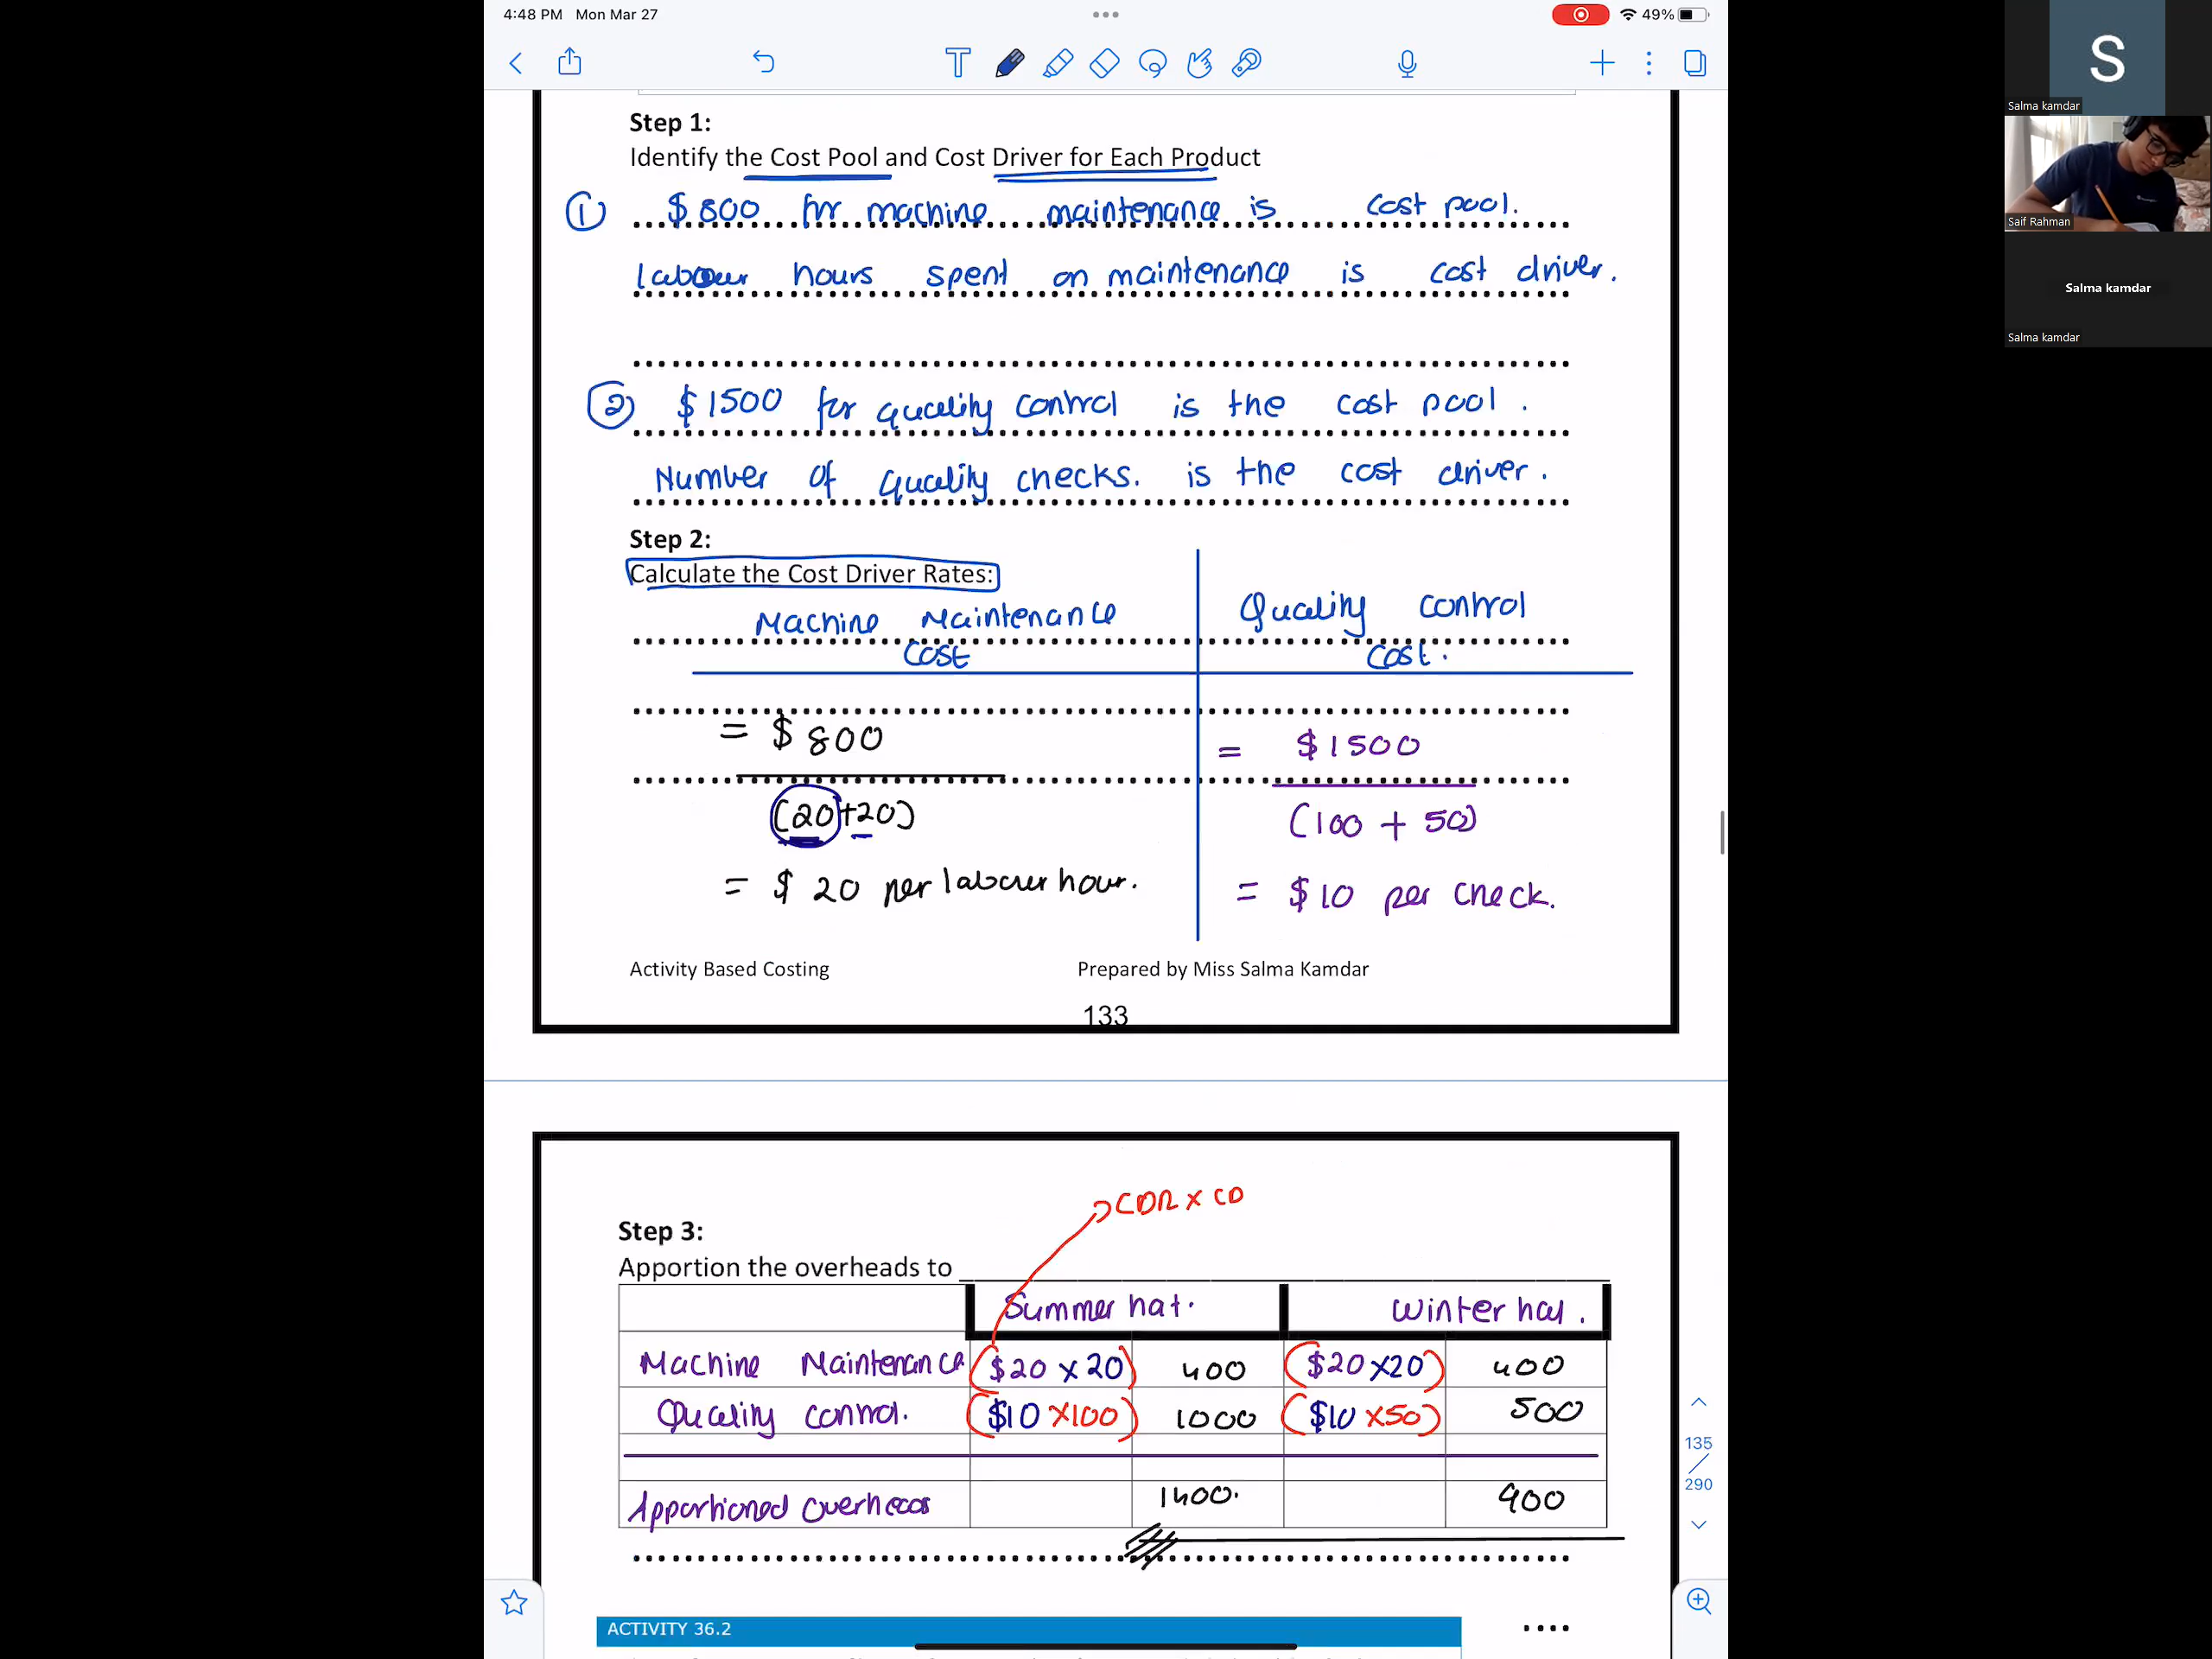 4:48 PM Mon Mar 27
49%
Step 1:
Identify the Cost Pool and Cost Driver for Each Product
① $800 for machine maintenance is cost pool.
labour hours spent on maintenance is cost driver.
② $1500 for quality control is the cost pool.
Number of quality checks. is the cost driver.
Step 2:
Calculate the Cost Driver Rates:
Machine Maintenance Cost
Quality control cost.
= $800
(20+20)
= $20 per labour hour.
= $1500
(100 + 50)
= $10 per check.
Activity Based Costing Prepared by Miss Salma Kamdar
133
CDR x CD
Step 3:
Apportion the overheads to
Summer hat. Winter hat.
Machine Maintenance ($20 x 20) 400 ($20 x 20) 400
Quality control. ($10 x 100) 1000 ($10 x 50) 500
Apportioned overheads 1400. 900
ACTIVITY 36.2
135
290
S
Salma kamdar
Saif Rahman
Salma kamdar
Salma kamdar